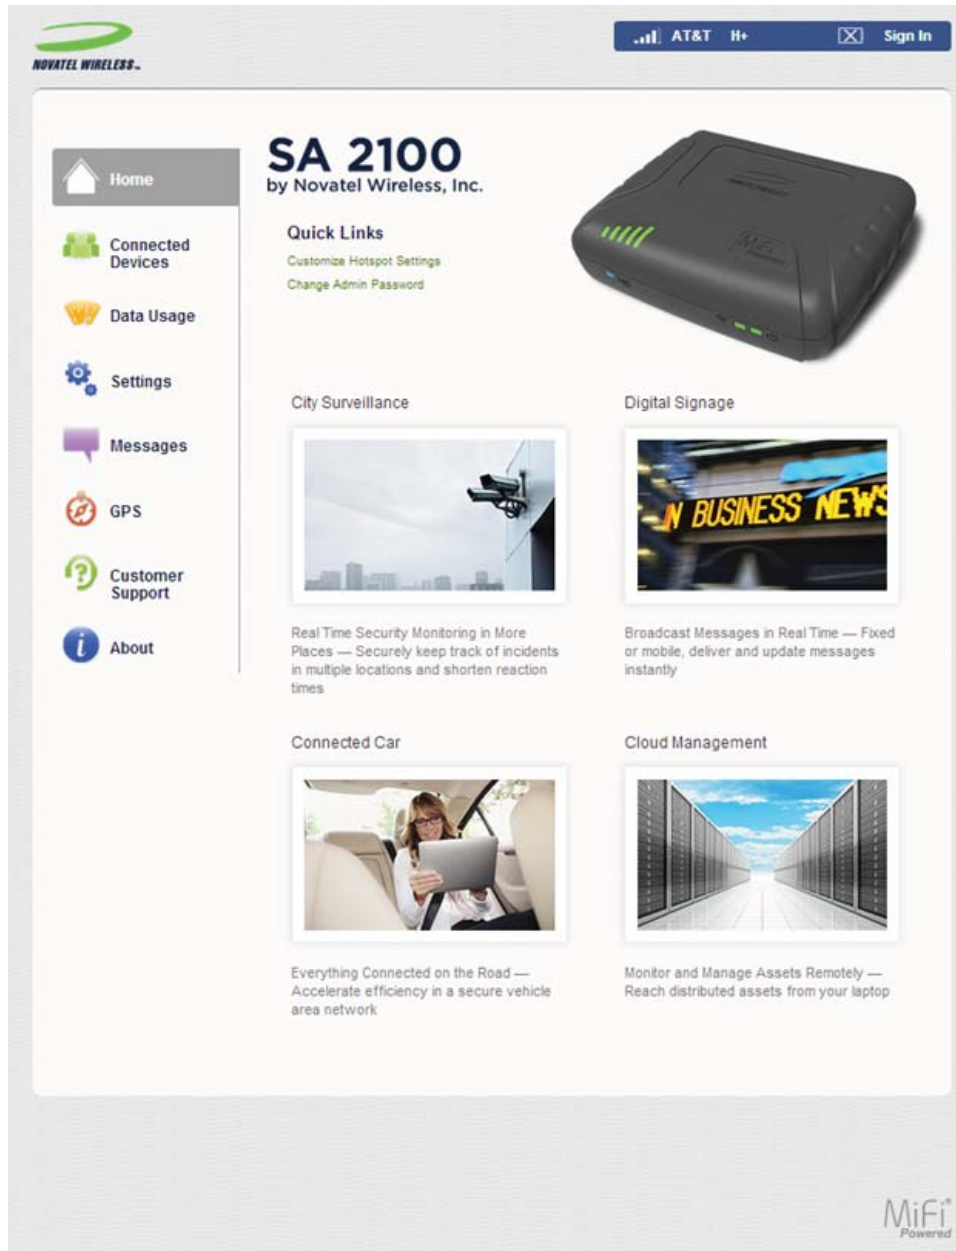 NOVATEL WIRELESS
AT&T H+ Sign In
Home
Connected
Devices
Data Usage
Settings
Messages
GPS
Customer
Support
About
SA 2100
by Novatel Wireless, Inc.
Quick Links
Customize Hotspot Settings
Change Admin Password
MiFi
City Surveillance
Real Time Security Monitoring in More
Places — Securely keep track of incidents
in multiple locations and shorten reaction
times
Digital Signage
N BUSINESS NEWS
Broadcast Messages in Real Time — Fixed
or mobile, deliver and update messages
instantly
Connected Car
Everything Connected on the Road —
Accelerate efficiency in a secure vehicle
area network
Cloud Management
Monitor and Manage Assets Remotely —
Reach distributed assets from your laptop
MiFi®
Powered